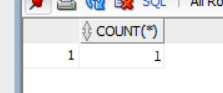 SQL | All Ro
COUNT(*)
1 1